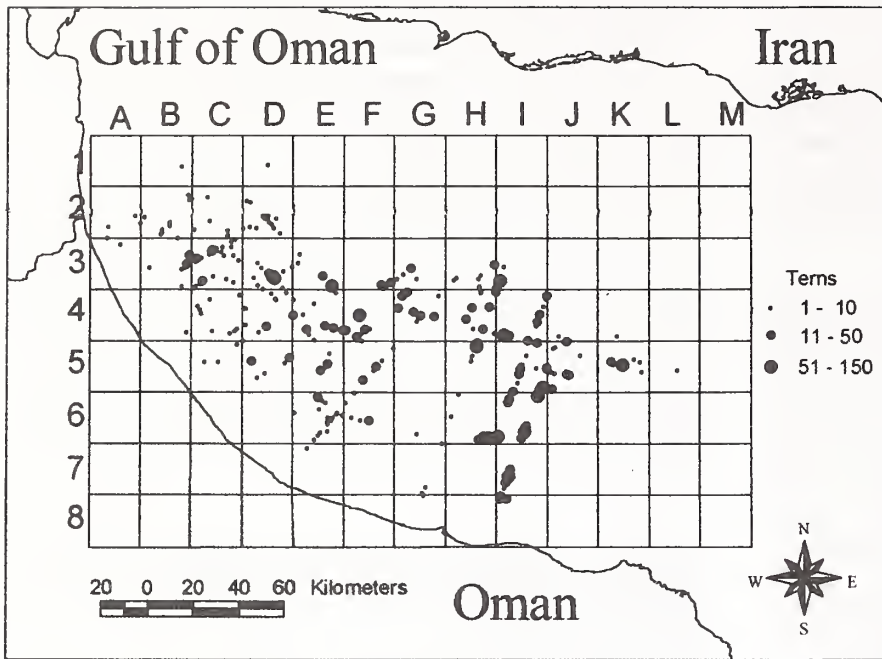 Gulf of Oman Iran
A B C D E F G H I J K L M
1
2
3
4
5
6
7
8
Terns
1 - 10
11 - 50
51 - 150
20 0 20 40 60 Kilometers
Oman
N
W E
S